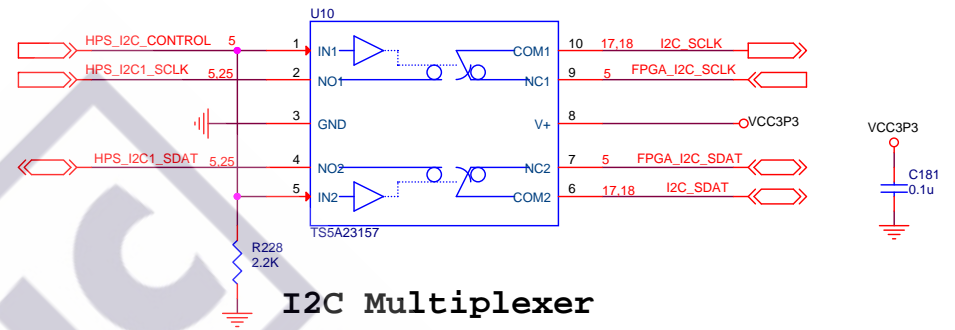 U10
HPS_I2C_CONTROL 5 1 IN1 COM1 10 17,18 I2C_SCLK
HPS_I2C1_SCLK 5,25 2 NO1 NC1 9 5 FPGA_I2C_SCLK
3 GND V+ 8 VCC3P3
HPS_I2C1_SDAT 5,25 4 NO2 NC2 7 5 FPGA_I2C_SDAT
5 IN2 COM2 6 17,18 I2C_SDAT
TS5A23157
VCC3P3
C181
0.1u
R228
2.2K
I2C Multiplexer